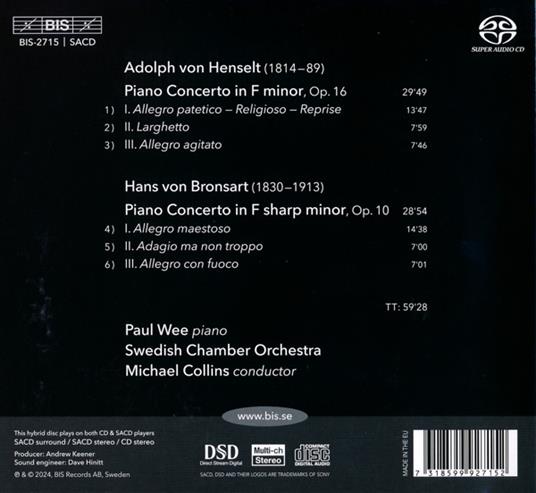 BIS
BIS-2715 | SACD
SUPER AUDIO CD
Adolph von Henselt (1814–89)
Piano Concerto in F minor, Op. 16 29'49
1) I. Allegro patetico – Religioso – Reprise 13'47
2) II. Larghetto 7'59
3) III. Allegro agitato 7'46
Hans von Bronsart (1830–1913)
Piano Concerto in F sharp minor, Op. 10 28'54
4) I. Allegro maestoso 14'38
5) II. Adagio ma non troppo 7'00
6) III. Allegro con fuoco 7'01
TT: 59'28
Paul Wee piano
Swedish Chamber Orchestra
Michael Collins conductor
www.bis.se
This hybrid disc plays on both CD & SACD players
SACD surround / SACD stereo / CD stereo
Producer: Andrew Keener
Sound engineer: Dave Hinitt
℗ & © 2024, BIS Records AB, Sweden
DSD
Direct Stream Digital
Multi-ch
Stereo
COMPACT
disc
DIGITAL AUDIO
SACD, DSD AND THEIR LOGOS ARE TRADEMARKS OF SONY
MADE IN THE EU
7 318599 927152